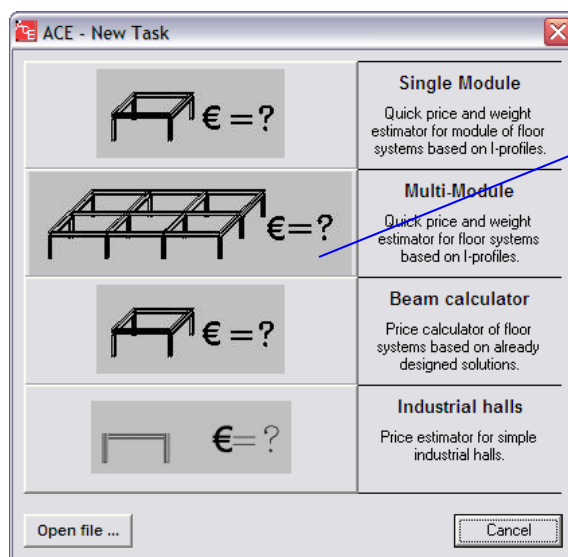 ACE - New Task
€=?
Single Module
Quick price and weight
estimator for module of floor
systems based on I-profiles.
€=?
Multi-Module
Quick price and weight
estimator for floor systems
based on I-profiles.
€=?
Beam calculator
Price calculator of floor
systems based on already
designed solutions.
€=?
Industrial halls
Price estimator for simple
industrial halls.
Open file ...
Cancel